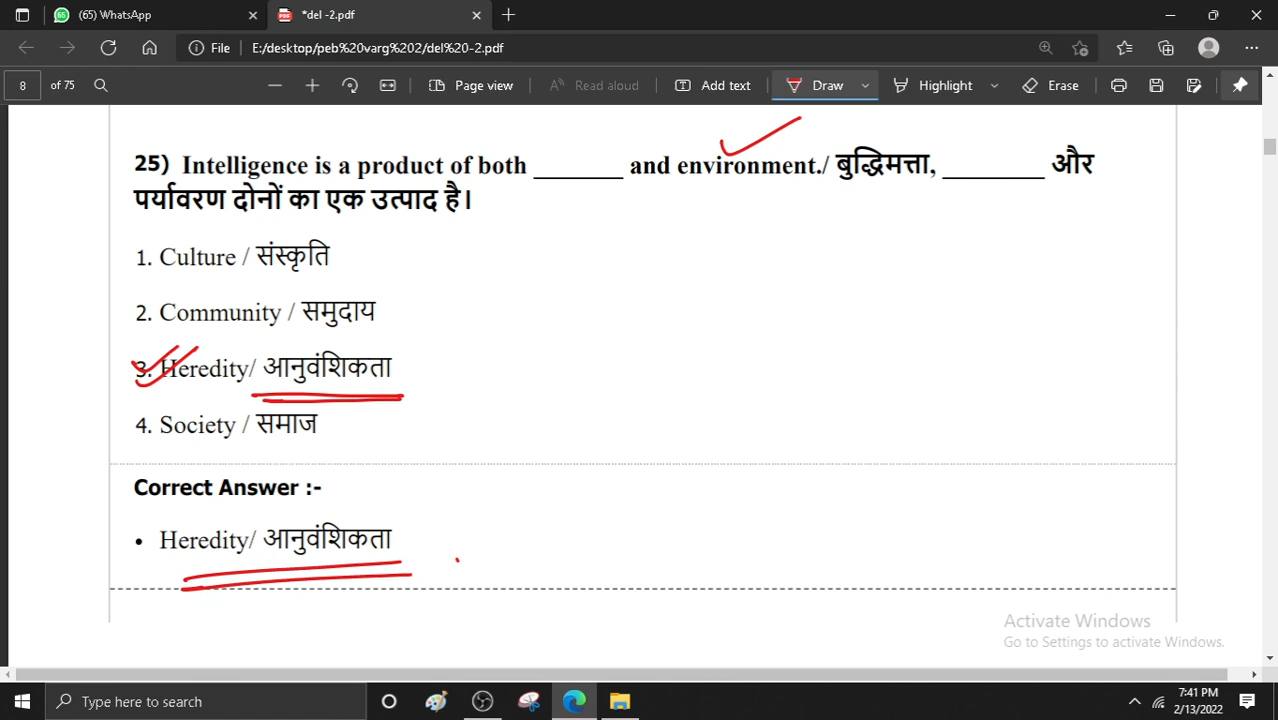 (65) WhatsApp
*del -2.pdf
File E:/desktop/peb%20varg%202/del%20-2.pdf
8 of 75 Page view Read aloud Add text Draw Highlight Erase
25) Intelligence is a product of both _______ and environment./ बुद्धिमत्ता, _________ और
पर्यावरण दोनों का एक उत्पाद है।
1. Culture / संस्कृति
2. Community / समुदाय
3. Heredity/ आनुवंशिकता
4. Society / समाज
Correct Answer :-
• Heredity/ आनुवंशिकता
Activate Windows
Go to Settings to activate Windows.
Type here to search
7:41 PM
2/13/2022